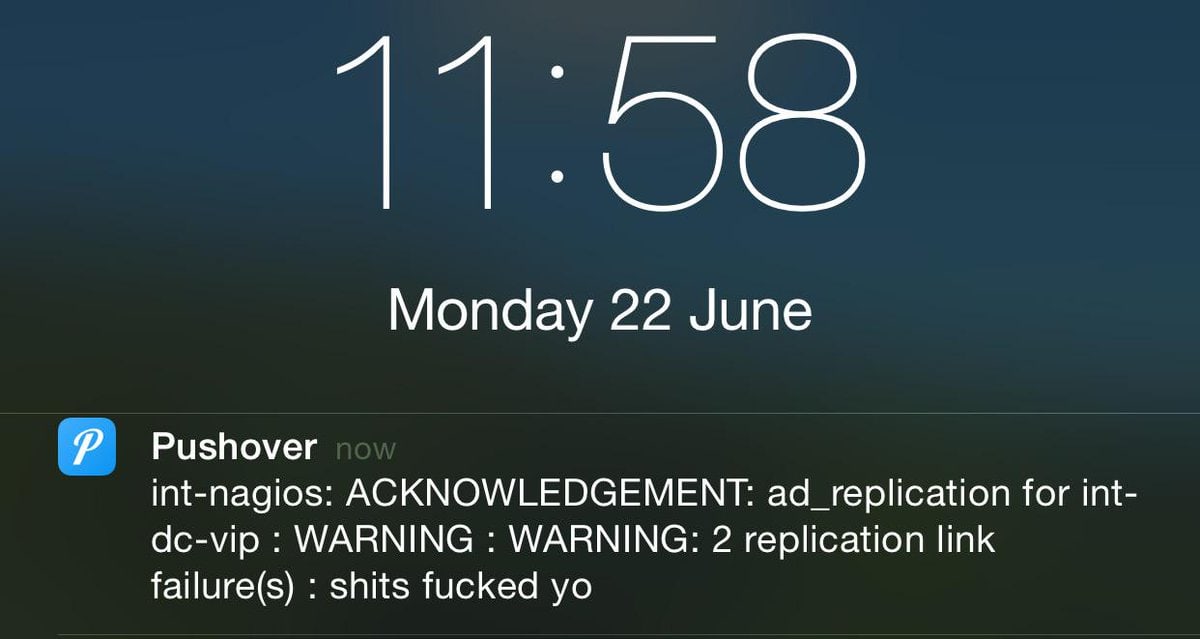 11:58
Monday 22 June
P
Pushover now
int-nagios: ACKNOWLEDGEMENT: ad_replication for int-
dc-vip : WARNING : WARNING: 2 replication link
failure(s) : shits fucked yo